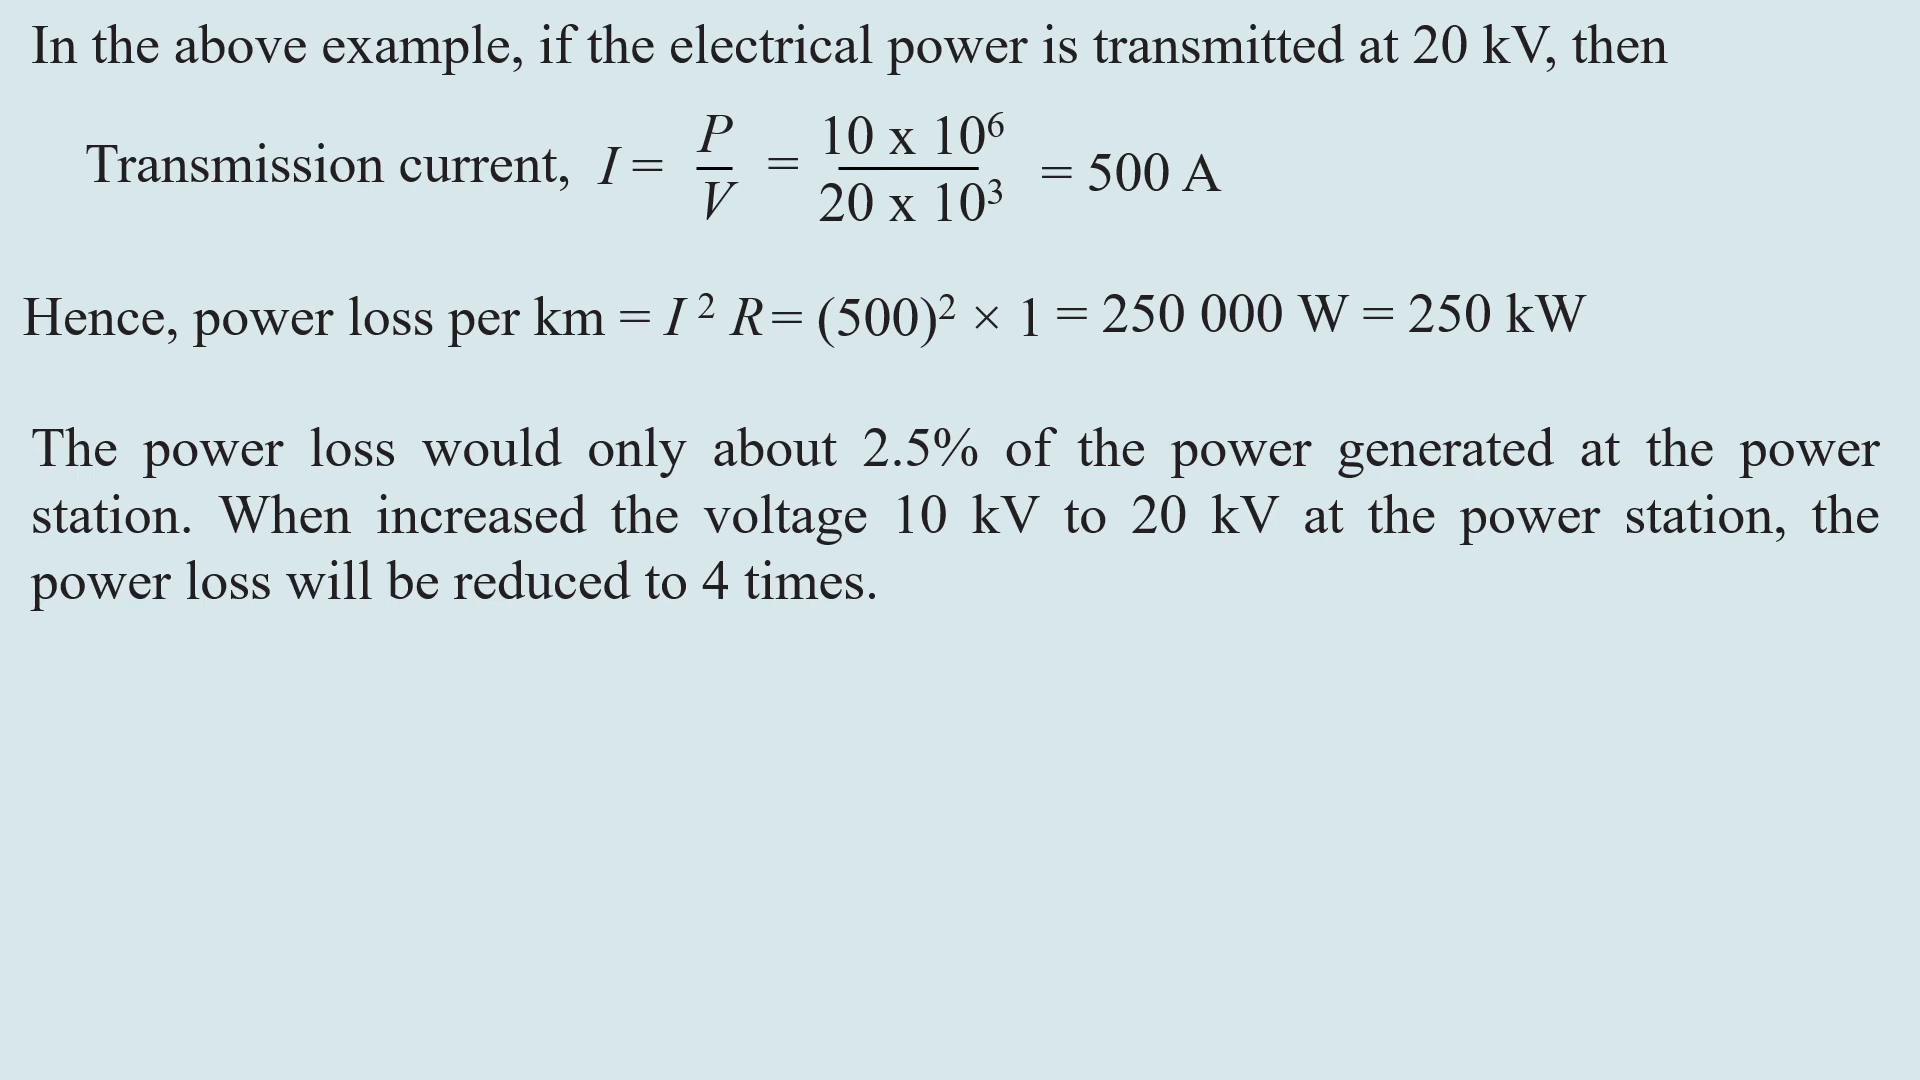 In the above example, if the electrical power is transmitted at 20 kV, then
Transmission current, I = P/V = 10 x 10⁶/20 x 10³ = 500 A
Hence, power loss per km = I ² R = (500)² × 1 = 250 000 W = 250 kW
The power loss would only about 2.5% of the power generated at the power
station. When increased the voltage 10 kV to 20 kV at the power station, the
power loss will be reduced to 4 times.